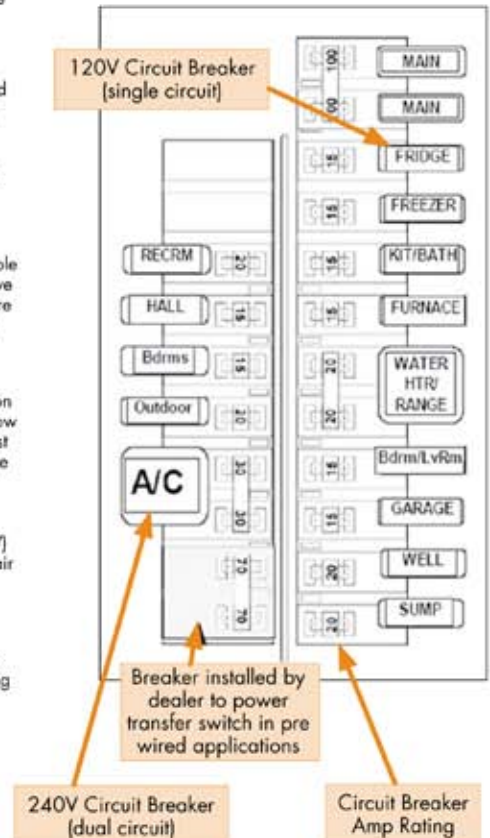 120V Circuit Breaker
(single circuit)
100
MAIN
00
MAIN
15
FRIDGE
15
FREEZER
RECRM
20
15
KIT/BATH
HALL
15
15
FURNACE
Bdrms
15
20
WATER
HTR/
RANGE
Outdoor
20
20
A/C
30
15
Bdrm/LvRm
30
15
GARAGE
70
20
WELL
70
20
SUMP
Breaker installed by
dealer to power
transfer switch in pre
wired applications
240V Circuit Breaker
(dual circuit)
Circuit Breaker
Amp Rating